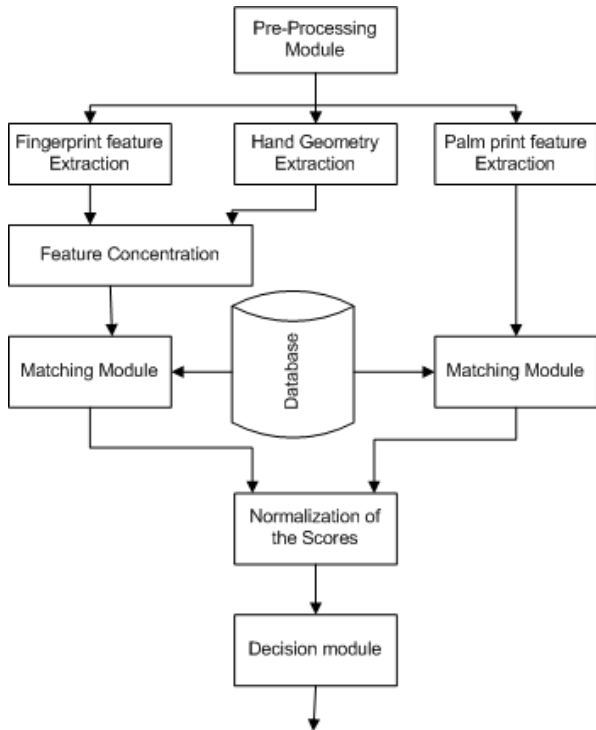 Pre-Processing
Module
Fingerprint feature
Extraction
Hand Geometry
Extraction
Palm print feature
Extraction
Feature Concentration
Matching Module
Database
Matching Module
Normalization of
the Scores
Decision module